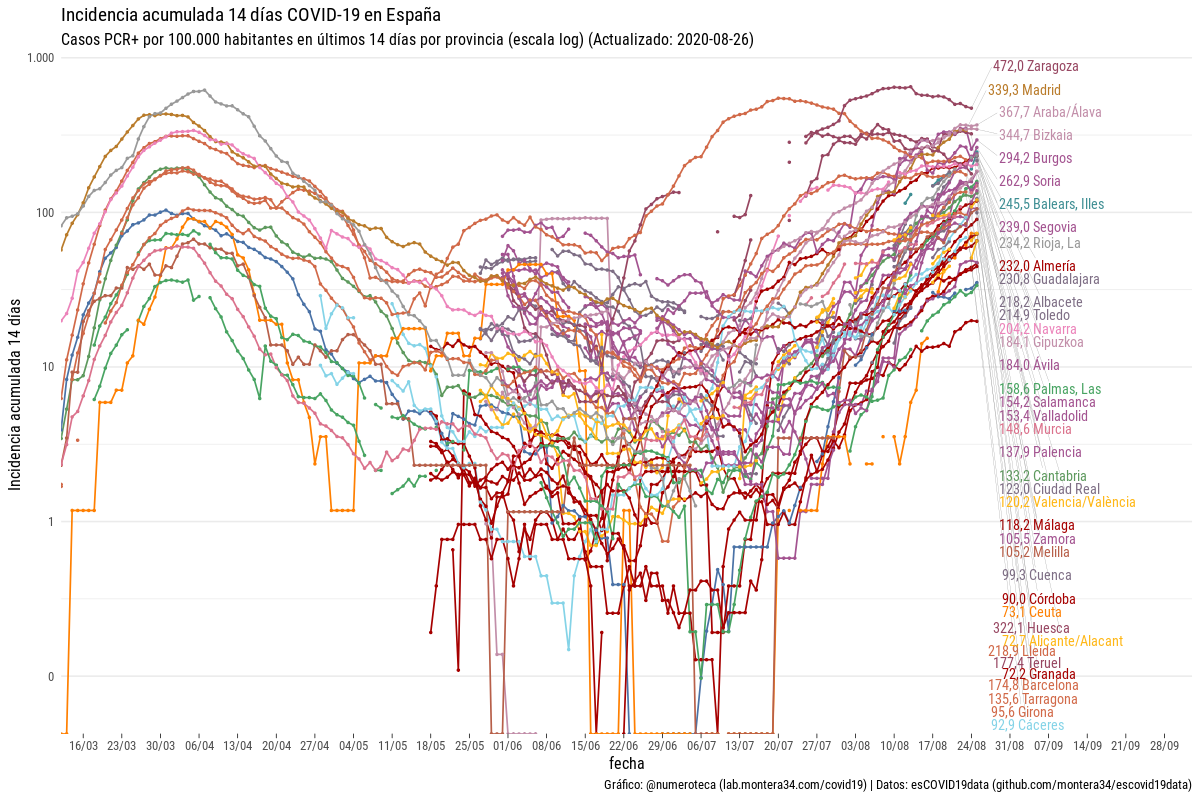 Incidencia acumulada 14 días COVID-19 en España
Casos PCR+ por 100.000 habitantes en últimos 14 días por provincia (escala log) (Actualizado: 2020-08-26)
1.000
100
10
1
0
Incidencia acumulada 14 días
472,0 Zaragoza
339,3 Madrid
367,7 Araba/Álava
344,7 Bizkaia
294,2 Burgos
262,9 Soria
245,5 Balears, Illes
239,0 Segovia
234,2 Rioja, La
232,0 Almería
230,8 Guadalajara
218,2 Albacete
214,9 Toledo
204,2 Navarra
184,1 Gipuzkoa
184,0 Ávila
158,6 Palmas, Las
154,2 Salamanca
153,4 Valladolid
148,6 Murcia
137,9 Palencia
133,2 Cantabria
123,0 Ciudad Real
120,2 Valencia/València
118,2 Málaga
105,5 Zamora
105,2 Melilla
99,3 Cuenca
90,0 Córdoba
73,1 Ceuta
322,1 Huesca
72,7 Alicante/Alacant
218,9 Lleida
177,4 Teruel
72,2 Granada
174,8 Barcelona
135,6 Tarragona
95,6 Girona
92,9 Cáceres
16/03 23/03 30/03 06/04 13/04 20/04 27/04 04/05 11/05 18/05 25/05 01/06 08/06 15/06 22/06 29/06 06/07 13/07 20/07 27/07 03/08 10/08 17/08 24/08 31/08 07/09 14/09 21/09 28/09
fecha
Gráfico: @numeroteca (lab.montera34.com/covid19) | Datos: esCOVID19data (github.com/montera34/escovid19data)